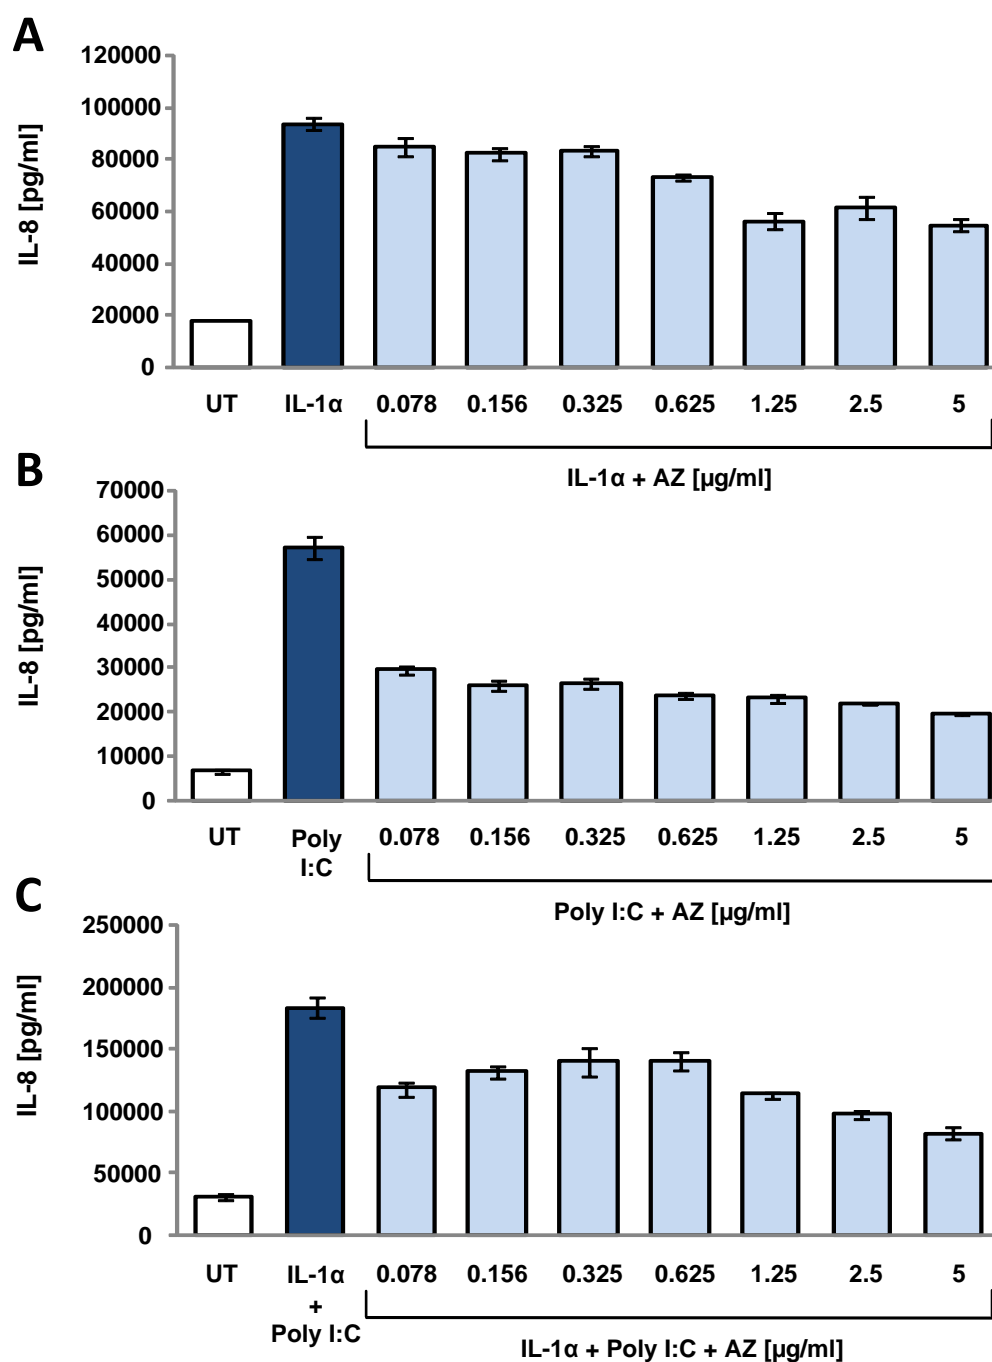 A
120000
100000
80000
60000
40000
20000
0
IL-8 [pg/ml]
UT IL-1α 0.078 0.156 0.325 0.625 1.25 2.5 5
IL-1α + AZ [µg/ml]
B
70000
60000
50000
40000
30000
20000
10000
0
IL-8 [pg/ml]
UT Poly 0.078 0.156 0.325 0.625 1.25 2.5 5
I:C
Poly I:C + AZ [µg/ml]
C
250000
200000
150000
100000
50000
0
IL-8 [pg/ml]
UT IL-1α 0.078 0.156 0.325 0.625 1.25 2.5 5
+
Poly I:C
IL-1α + Poly I:C + AZ [µg/ml]